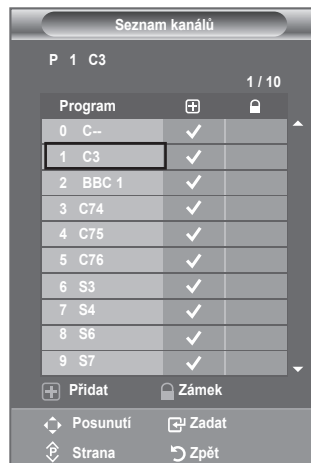 Seznam kanálů
P 1 C3
1 / 10
Program
0 C--
1 C3
2 BBC 1
3 C74
4 C75
5 C76
6 S3
7 S4
8 S6
9 S7
Přidat Zámek
Posunutí Zadat
P Strana Zpět